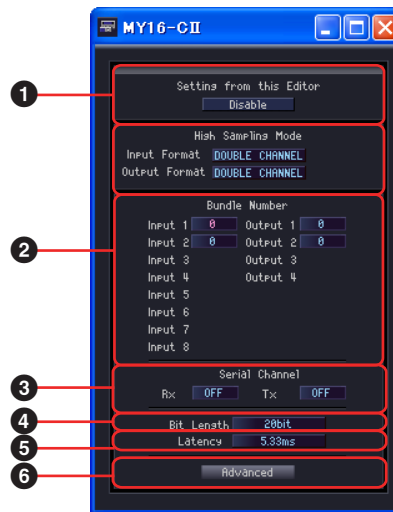 MY16-CII
1
Setting from this Editor
Disable
High Sampling Mode
Input Format DOUBLE CHANNEL
Output Format DOUBLE CHANNEL
2
Bundle Number
Input 1 0 Output 1 0
Input 2 0 Output 2 0
Input 3 Output 3
Input 4 Output 4
Input 5
Input 6
Input 7
Input 8
3
Serial Channel
Rx OFF Tx OFF
4
Bit Length 20bit
5
Latency 5.33ms
6
Advanced